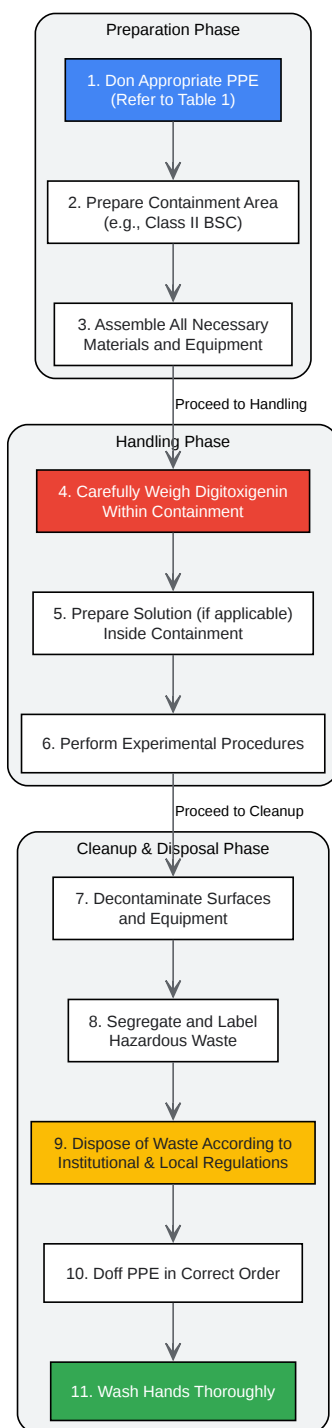 Preparation Phase
1. Don Appropriate PPE
(Refer to Table 1)
2. Prepare Containment Area
(e.g., Class II BSC)
3. Assemble All Necessary
Materials and Equipment
Proceed to Handling
Handling Phase
4. Carefully Weigh Digitoxigenin
Within Containment
5. Prepare Solution (if applicable)
Inside Containment
6. Perform Experimental Procedures
Proceed to Cleanup
Cleanup & Disposal Phase
7. Decontaminate Surfaces
and Equipment
8. Segregate and Label
Hazardous Waste
9. Dispose of Waste According to
Institutional & Local Regulations
10. Doff PPE in Correct Order
11. Wash Hands Thoroughly